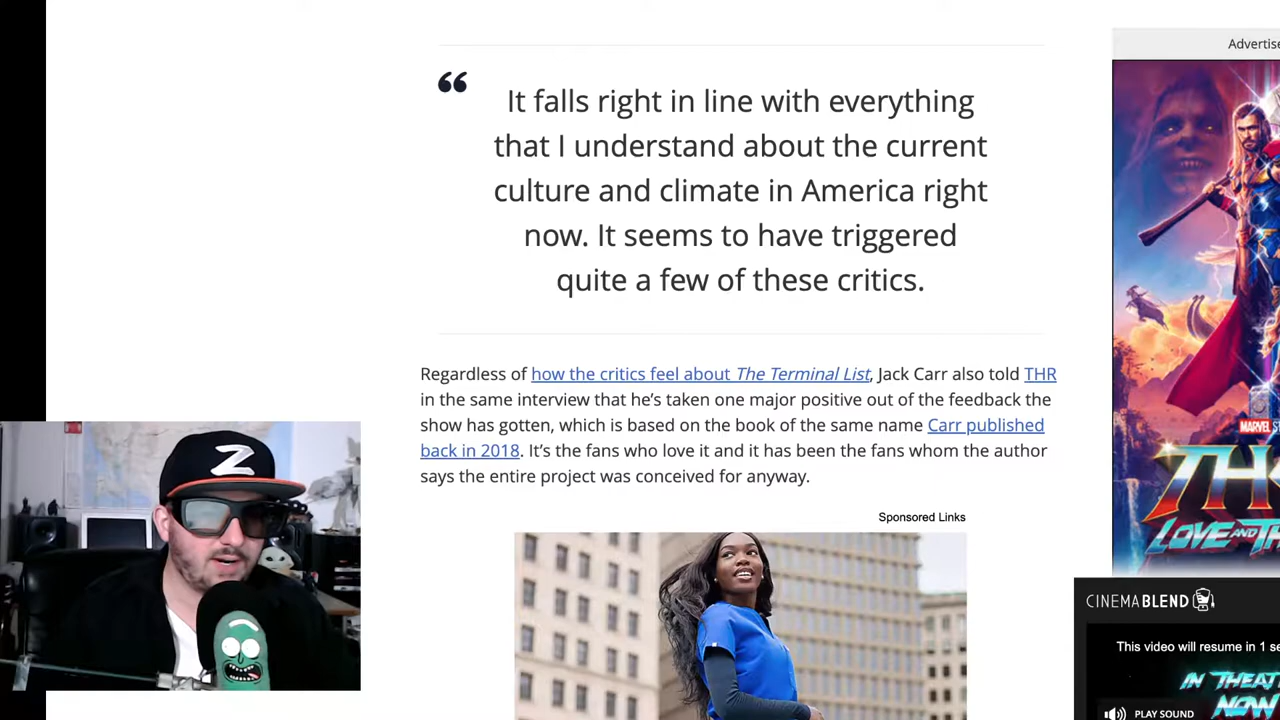 Advertise
“
It falls right in line with everything
that I understand about the current
culture and climate in America right
now. It seems to have triggered
quite a few of these critics.
Regardless of how the critics feel about The Terminal List, Jack Carr also told THR
in the same interview that he’s taken one major positive out of the feedback the
show has gotten, which is based on the book of the same name Carr published
back in 2018. It’s the fans who love it and it has been the fans whom the author
says the entire project was conceived for anyway.
Sponsored Links
MARVEL ST
TH
LOVE AND TH
Z
CINEMABLEND
This video will resume in 1 se
IN THEAT
NOW
PLAY SOUND